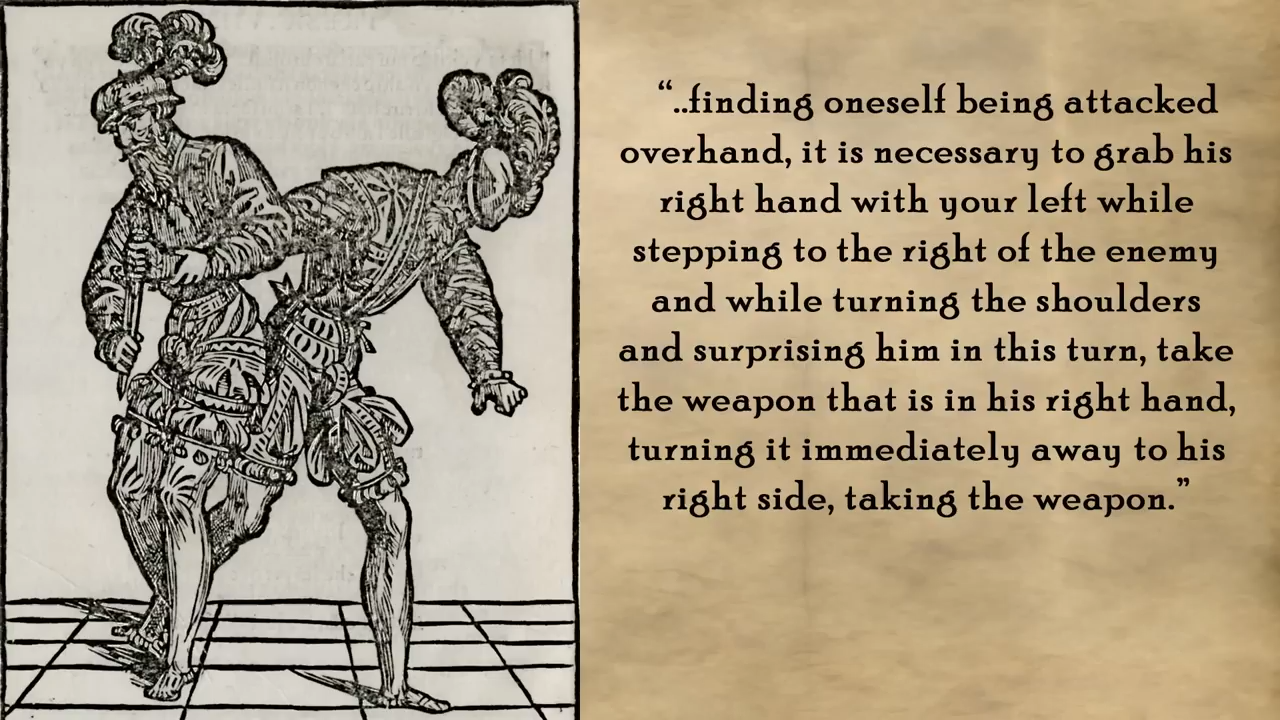 “..finding oneself being attacked
overhand, it is necessary to grab his
right hand with your left while
stepping to the right of the enemy
and while turning the shoulders
and surprising him in this turn, take
the weapon that is in his right hand,
turning it immediately away to his
right side, taking the weapon.”